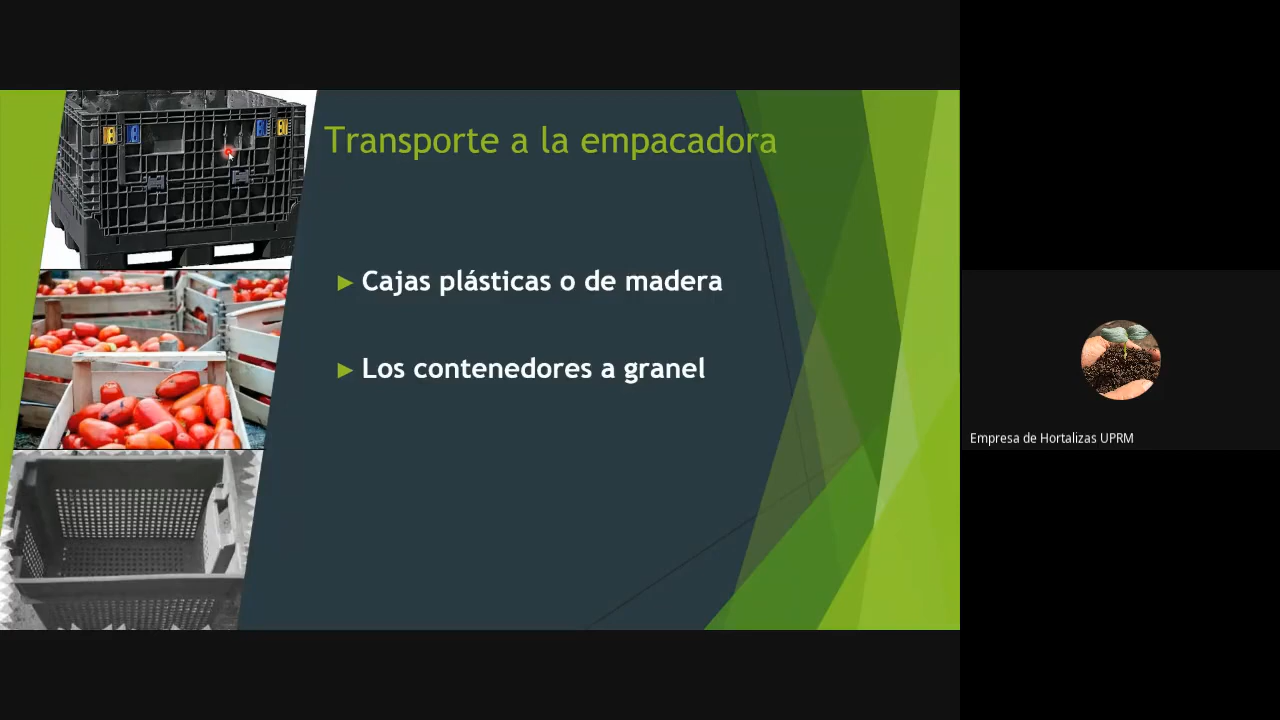 Transporte a la empacadora
Cajas plásticas o de madera
Los contenedores a granel
Empresa de Hortalizas UPRM